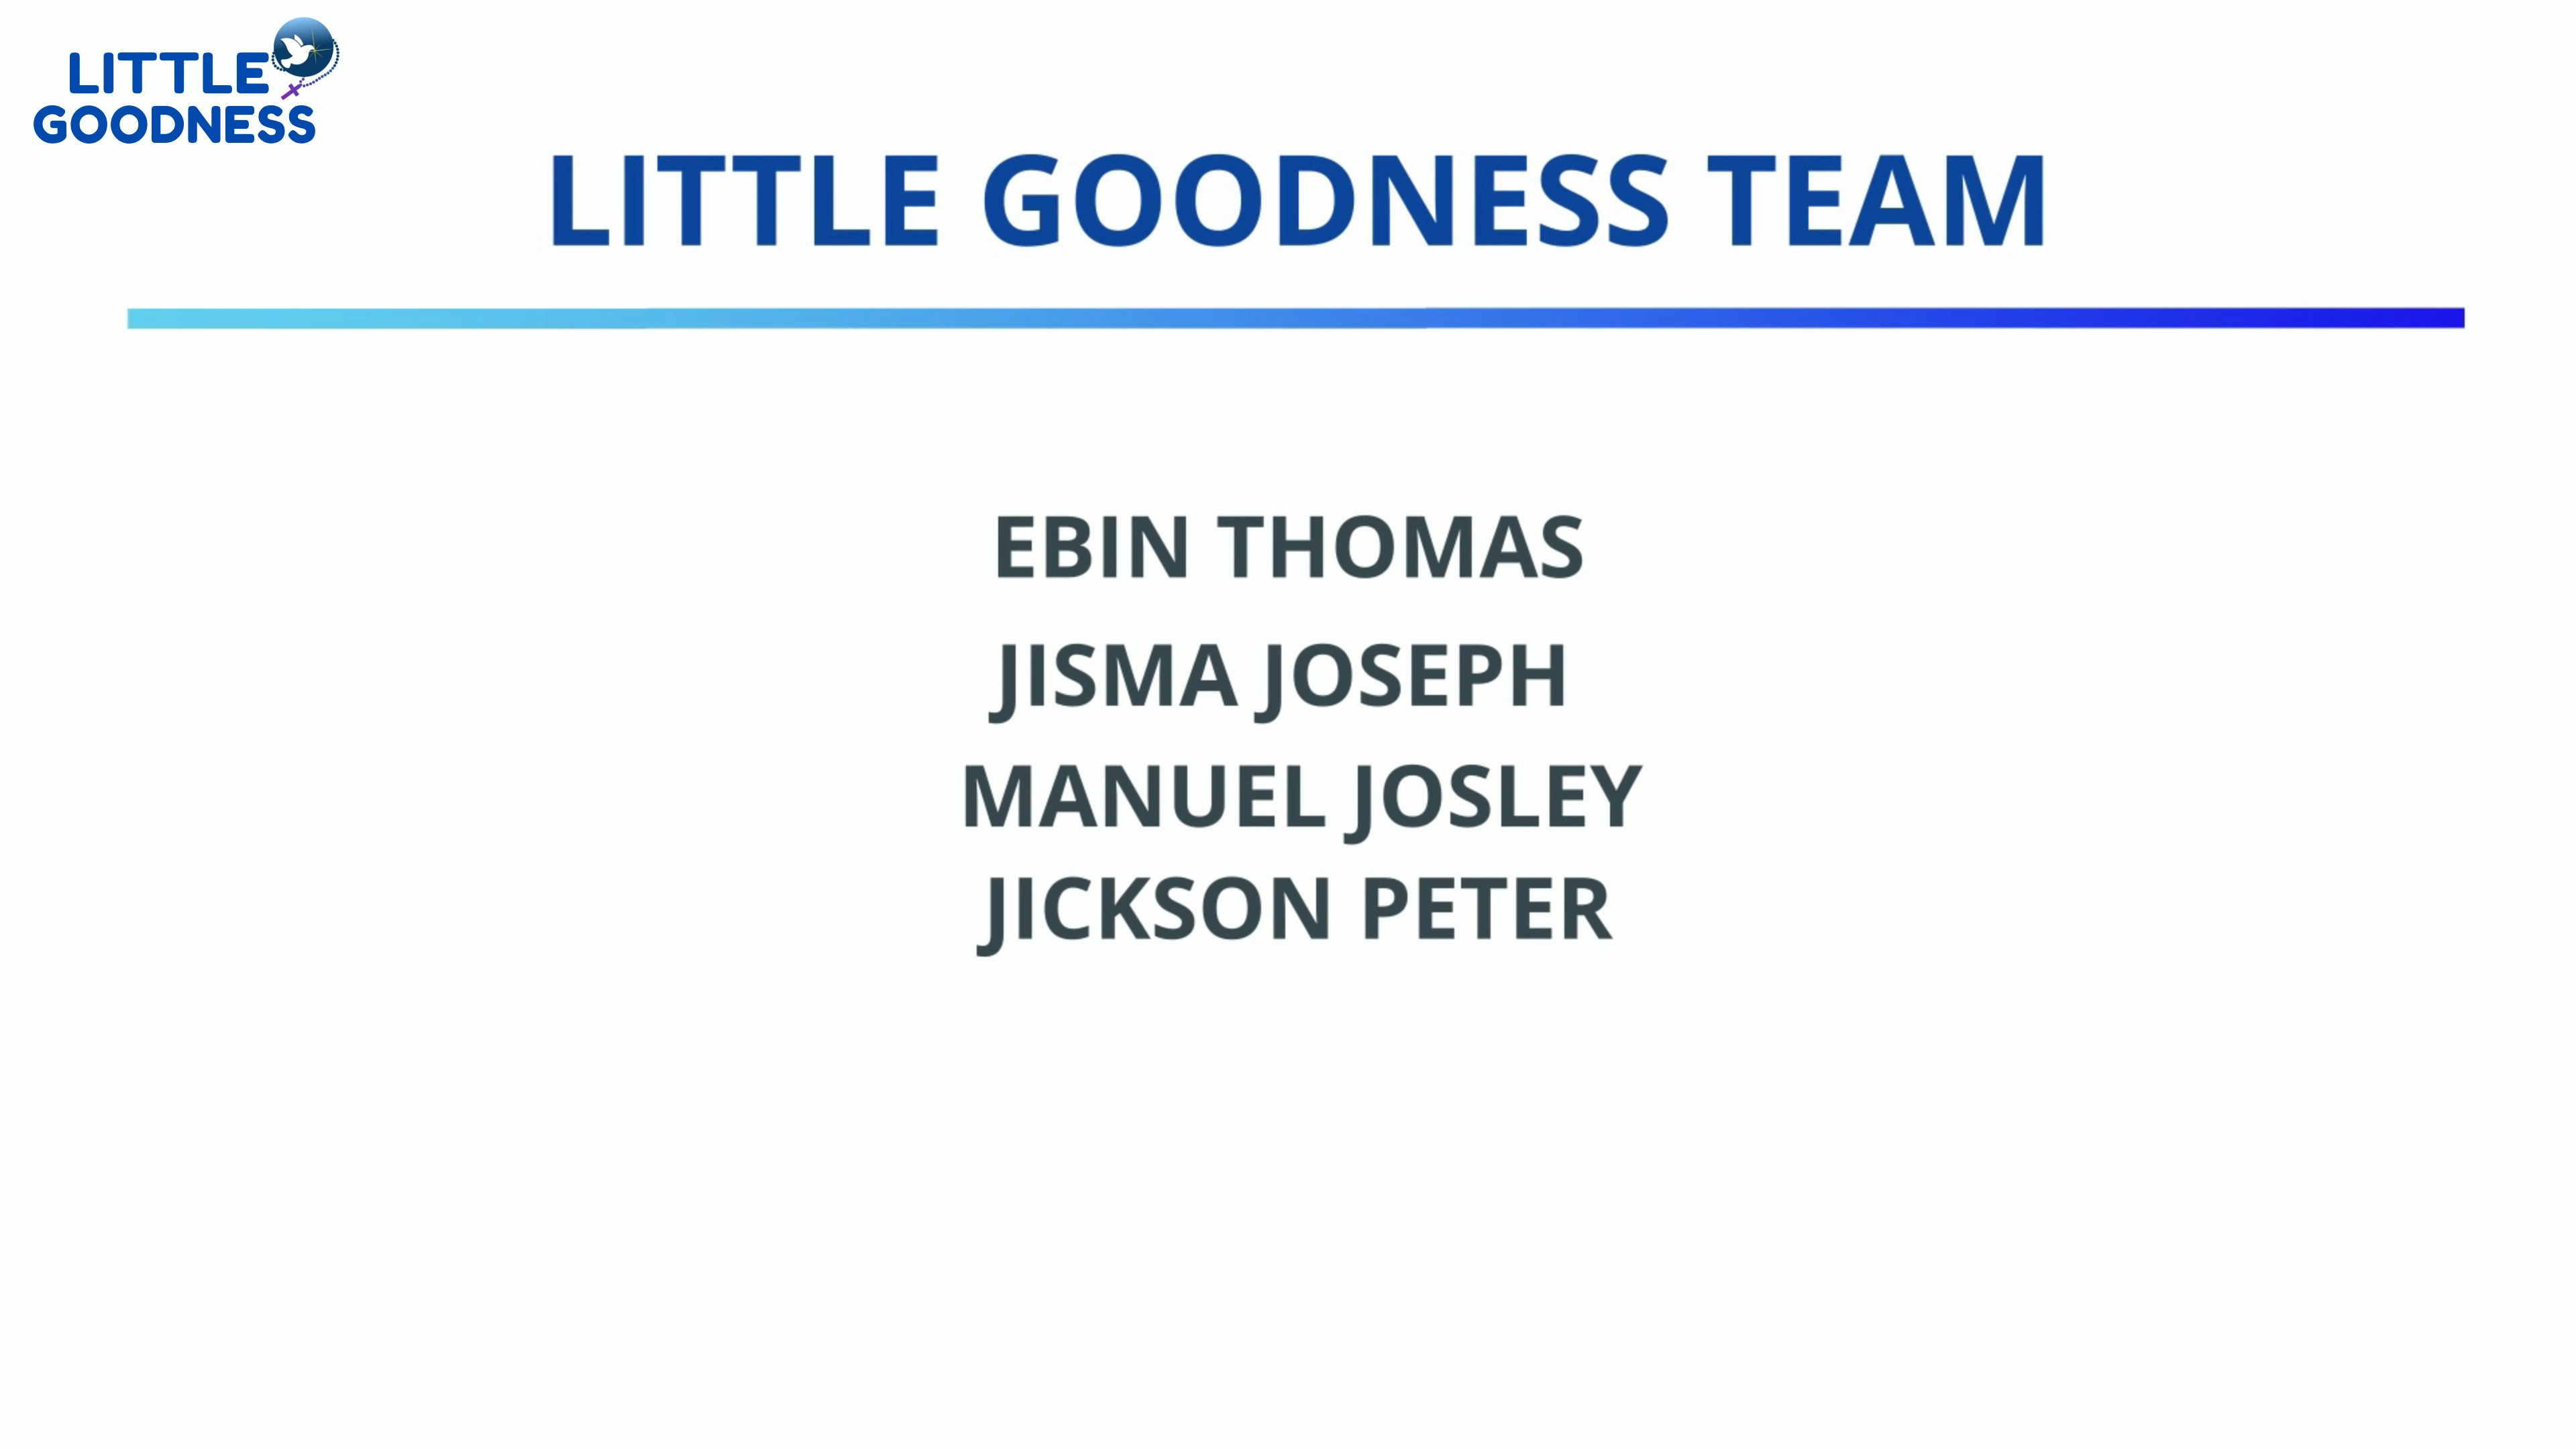 LITTLE
GOODNESS
LITTLE GOODNESS TEAM
EBIN THOMAS
JISMA JOSEPH
MANUEL JOSLEY
JICKSON PETER